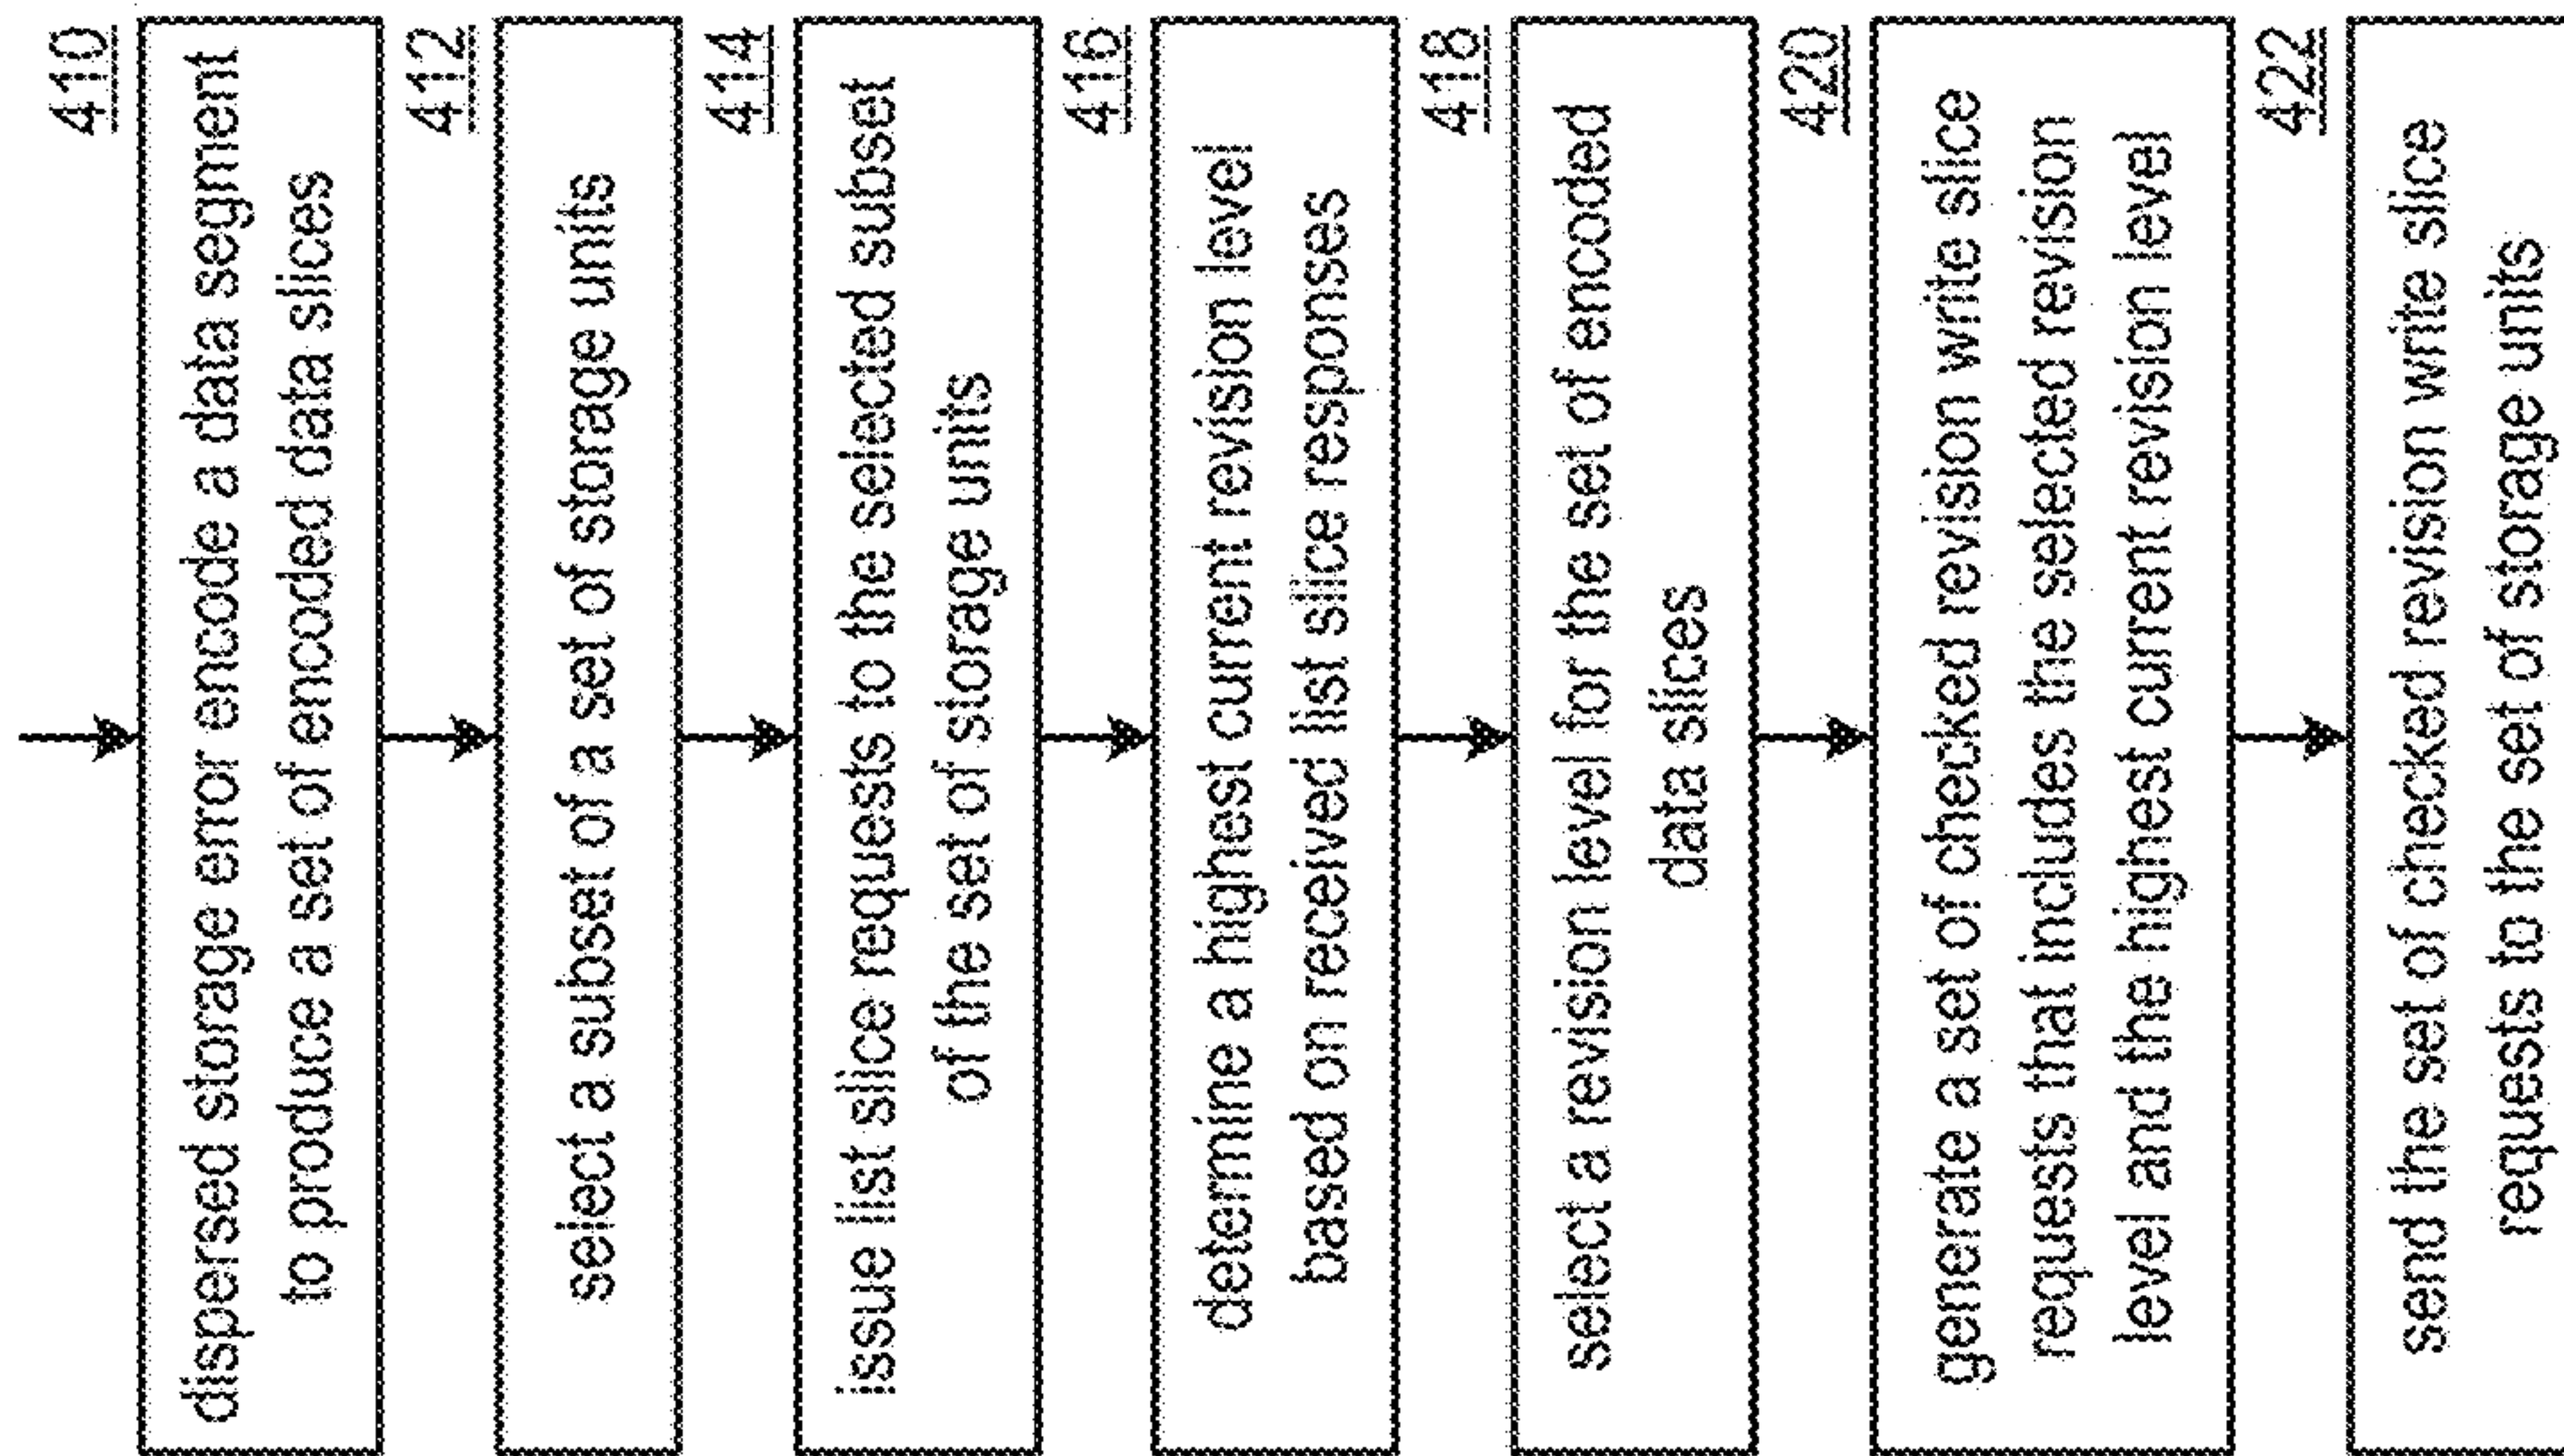 410
dispersed storage error encode a data segment
to produce a set of encoded data slices
412
select a subset of a set of storage units
414
issue list slice requests to the selected subset
of the set of storage units
416
determine a highest current revision level
based on received list slice responses
418
select a revision level for the set of encoded
data slices
420
generate a set of checked revision write slice
requests that includes the selected revision
level and the highest current revision level
422
send the set of checked revision write slice
requests to the set of storage units